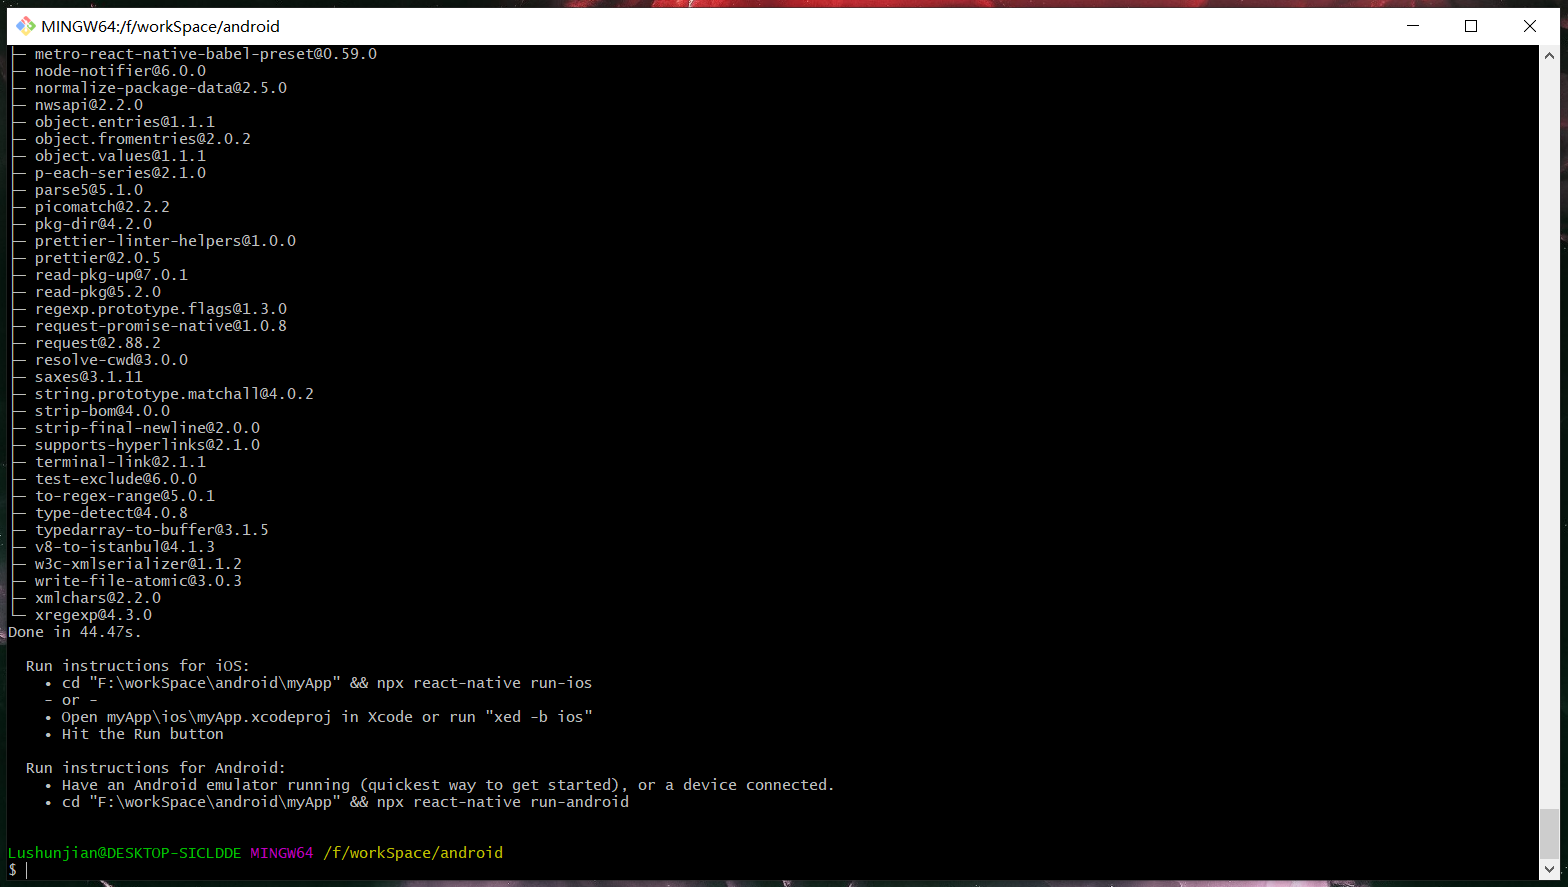 MINGW64:/f/workSpace/android
├─ metro-react-native-babel-preset@0.59.0
├─ node-notifier@6.0.0
├─ normalize-package-data@2.5.0
├─ nwsapi@2.2.0
├─ object.entries@1.1.1
├─ object.fromentries@2.0.2
├─ object.values@1.1.1
├─ p-each-series@2.1.0
├─ parse5@5.1.0
├─ picomatch@2.2.2
├─ pkg-dir@4.2.0
├─ prettier-linter-helpers@1.0.0
├─ prettier@2.0.5
├─ read-pkg-up@7.0.1
├─ read-pkg@5.2.0
├─ regexp.prototype.flags@1.3.0
├─ request-promise-native@1.0.8
├─ request@2.88.2
├─ resolve-cwd@3.0.0
├─ saxes@3.1.11
├─ string.prototype.matchall@4.0.2
├─ strip-bom@4.0.0
├─ strip-final-newline@2.0.0
├─ supports-hyperlinks@2.1.0
├─ terminal-link@2.1.1
├─ test-exclude@6.0.0
├─ to-regex-range@5.0.1
├─ type-detect@4.0.8
├─ typedarray-to-buffer@3.1.5
├─ v8-to-istanbul@4.1.3
├─ w3c-xmlserializer@1.1.2
├─ write-file-atomic@3.0.3
├─ xmlchars@2.2.0
└─ xregexp@4.3.0
Done in 44.47s.
Run instructions for iOS:
• cd "F:\workSpace\android\myApp" && npx react-native run-ios
- or -
• Open myApp\ios\myApp.xcodeproj in Xcode or run "xed -b ios"
• Hit the Run button
Run instructions for Android:
• Have an Android emulator running (quickest way to get started), or a device connected.
• cd "F:\workSpace\android\myApp" && npx react-native run-android
Lushunjian@DESKTOP-SICLDDE MINGW64 /f/workSpace/android
$